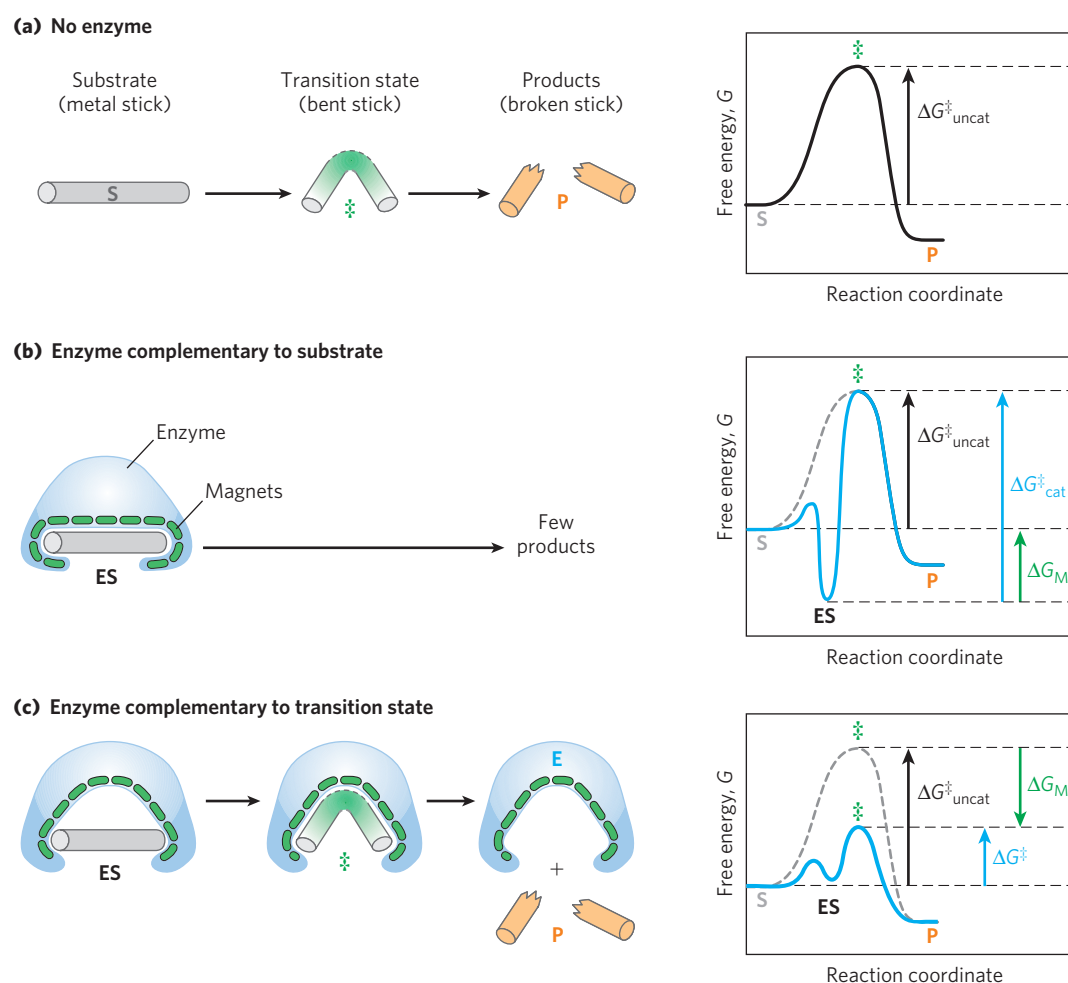 (a) No enzyme
Substrate
(metal stick)
Transition state
(bent stick)
Products
(broken stick)
S
‡
P
Free energy, G
‡
ΔG‡uncat
S
P
Reaction coordinate
(b) Enzyme complementary to substrate
Enzyme
Magnets
ES
Few
products
Free energy, G
‡
ΔG‡uncat
ΔG‡cat
S
ΔGM
P
ES
Reaction coordinate
(c) Enzyme complementary to transition state
ES
‡
E
+
P
Free energy, G
‡
ΔG‡uncat
ΔGM
‡
ΔG‡
S
ES
P
Reaction coordinate